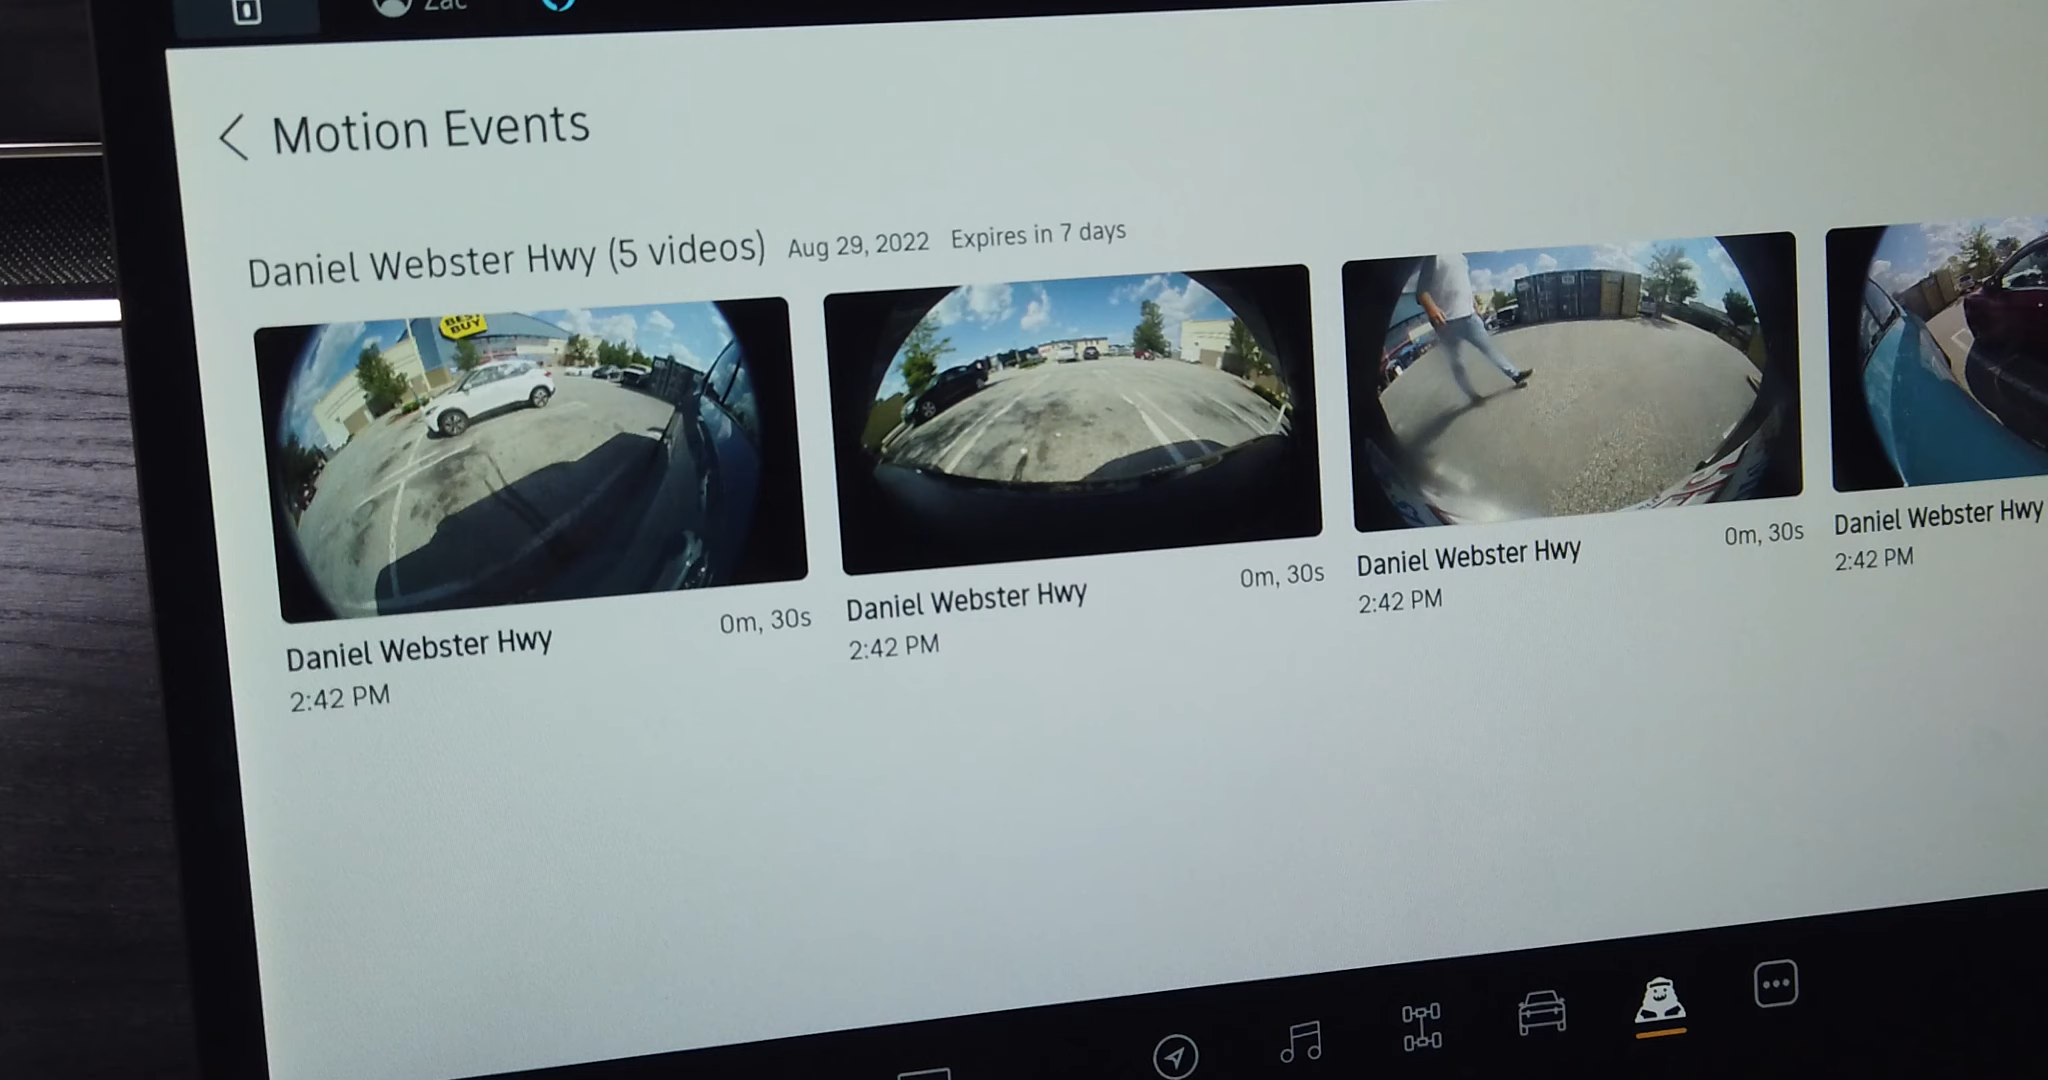 Zac
Motion Events
Daniel Webster Hwy (5 videos) Aug 29, 2022 Expires in 7 days
BEST
BUY
Daniel Webster Hwy 0m, 30s
2:42 PM
Daniel Webster Hwy 0m, 30s
2:42 PM
Daniel Webster Hwy 0m, 30s
2:42 PM
Daniel Webster Hwy
2:42 PM